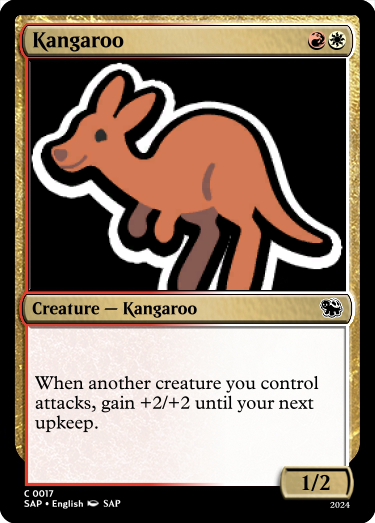 Kangaroo
Creature — Kangaroo
When another creature you control
attacks, gain +2/+2 until your next
upkeep.
1/2
C 0017
SAP • English SAP
2024